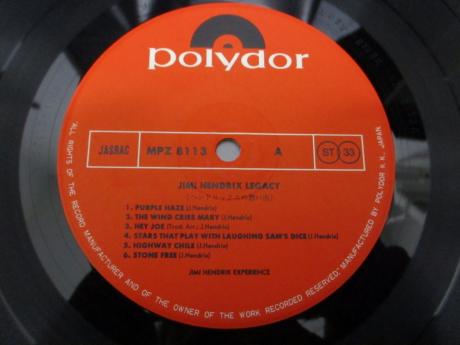 polydor
JASRAC
MPZ 8113
A
ST 33
JIMI HENDRIX LEGACY
1. PURPLE HAZE (J.Hendrix)
2. THE WIND CRIES MARY (J.Hendrix)
3. HEY JOE (Trad. Arr.: J.Hendrix)
4. STARS THAT PLAY WITH LAUGHING SAM'S DICE (J.Hendrix)
5. HIGHWAY CHILE (J.Hendrix)
6. STONE FREE (J.Hendrix)
JIMI HENDRIX EXPERIENCE
ALL RIGHTS OF THE RECORD MANUFACTURER AND OF THE OWNER OF THE WORK RECORDED RESERVED; MANUFACTURED BY POLYDOR K.K., JAPAN